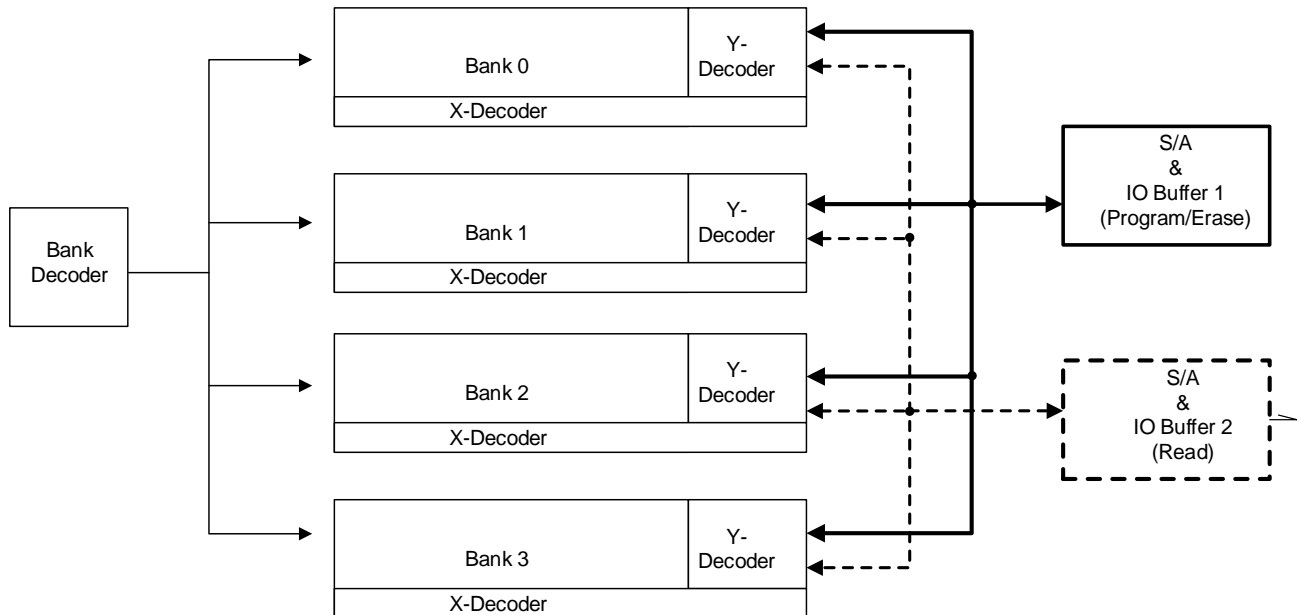 Bank
Decoder
Bank 0
Y-
Decoder
X-Decoder
Bank 1
Y-
Decoder
X-Decoder
Bank 2
Y-
Decoder
X-Decoder
Bank 3
Y-
Decoder
X-Decoder
S/A
&
IO Buffer 1
(Program/Erase)
S/A
&
IO Buffer 2
(Read)